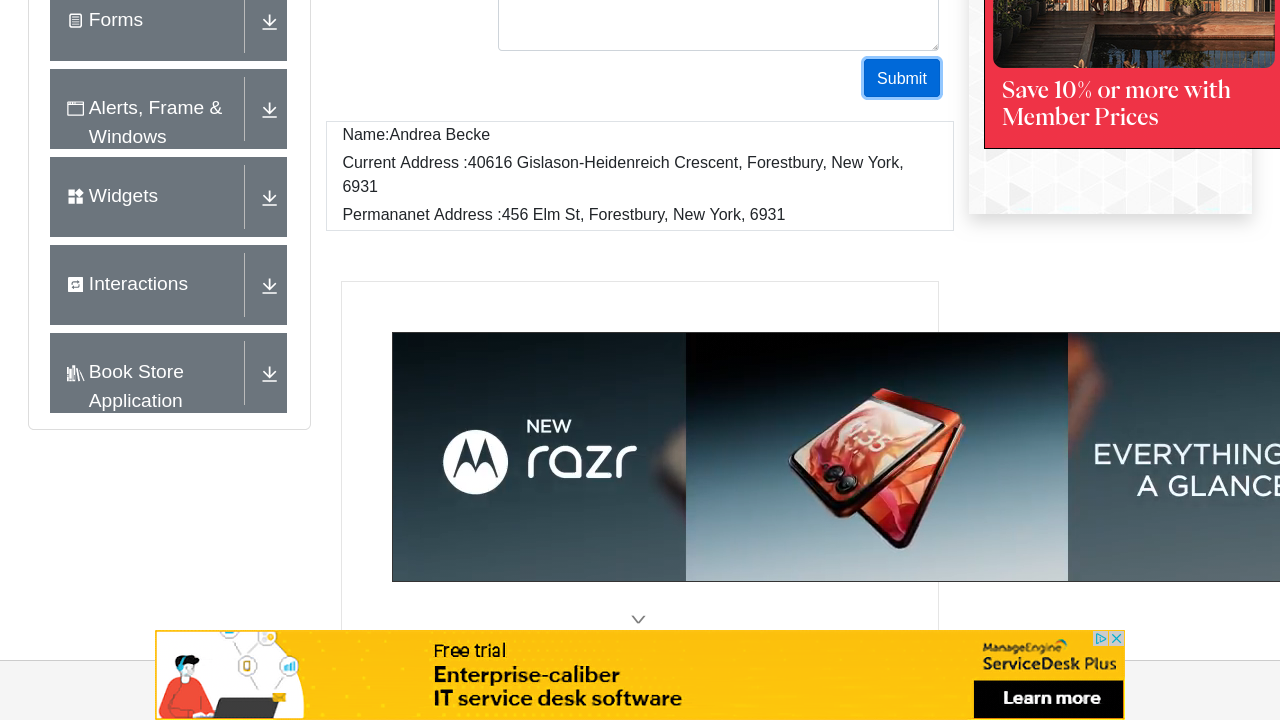 Forms
Alerts, Frame &
Windows
Widgets
Interactions
Book Store
Application
Submit
Name:Andrea Becke
Current Address :40616 Gislason-Heidenreich Crescent, Forestbury, New York,
6931
Permananet Address :456 Elm St, Forestbury, New York, 6931
Save 10% or more with
Member Prices
NEW
razr
EVERYTHING
A GLANCE
Free trial
Enterprise-caliber
IT service desk software
ManageEngine
ServiceDesk Plus
Learn more